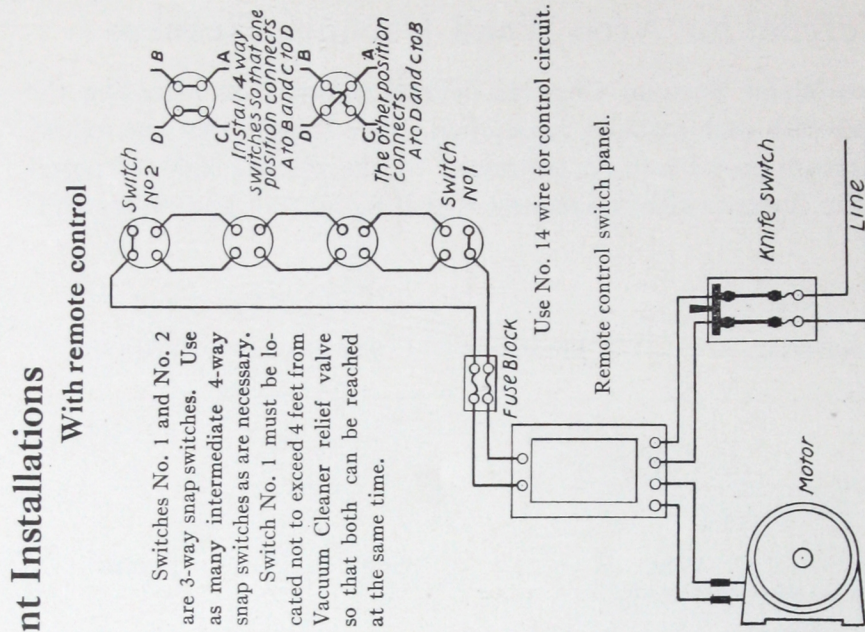 nt Installations
With remote control
Switches No. 1 and No. 2
are 3-way snap switches. Use
as many intermediate 4-way
snap switches as are necessary.
Switch No. 1 must be lo-
cated not to exceed 4 feet from
Vacuum Cleaner relief valve
so that both can be reached
at the same time.
Switch
Nº2
D B
C A
Install 4 way
switches so that one
position connects
A to B and C to D
D B
C A
The other position
connects
A to D and C to B
Switch
Nº1
FUSE BLOCK
Use No. 14 wire for control circuit.
Remote control switch panel.
Motor
Knife switch
LINE